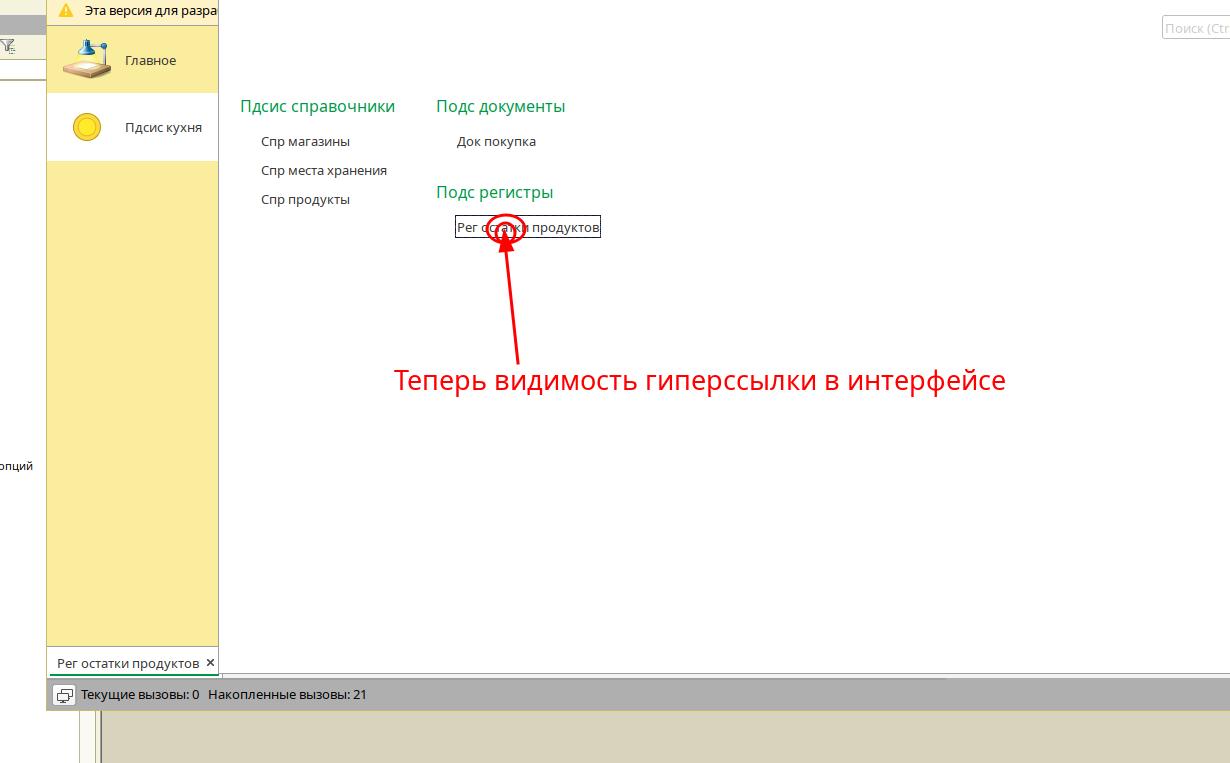 Эта версия для разра
Поиск (Ctr
Главное
Пдсис кухня
Пдсис справочники
Спр магазины
Спр места хранения
Спр продукты
Подс документы
Док покупка
Подс регистры
Рег остатки продуктов
Теперь видимость гиперссылки в интерфейсе
опций
Рег остатки продуктов ×
Текущие вызовы: 0 Накопленные вызовы: 21